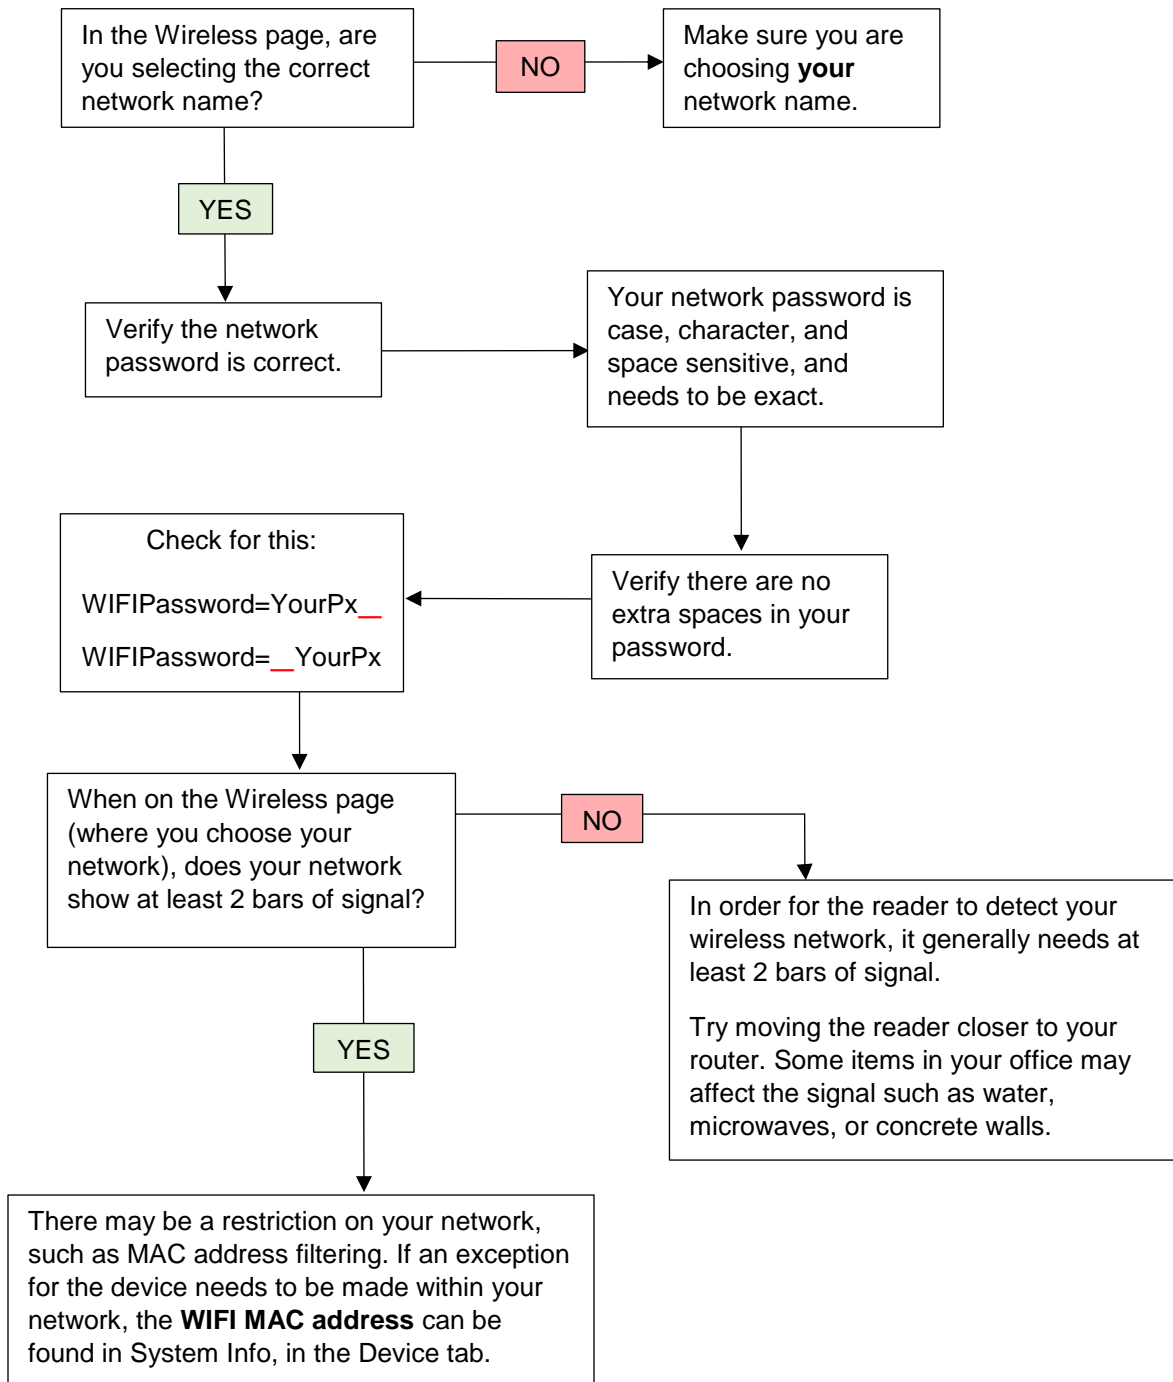 In the Wireless page, are
you selecting the correct
network name?
NO
Make sure you are
choosing your
network name.
YES
Verify the network
password is correct.
Your network password is
case, character, and
space sensitive, and
needs to be exact.
Check for this:
WIFIPassword=YourPx__
WIFIPassword=__YourPx
Verify there are no
extra spaces in your
password.
When on the Wireless page
(where you choose your
network), does your network
show at least 2 bars of signal?
NO
In order for the reader to detect your
wireless network, it generally needs at
least 2 bars of signal.
Try moving the reader closer to your
router. Some items in your office may
affect the signal such as water,
microwaves, or concrete walls.
YES
There may be a restriction on your network,
such as MAC address filtering. If an exception
for the device needs to be made within your
network, the WIFI MAC address can be
found in System Info, in the Device tab.